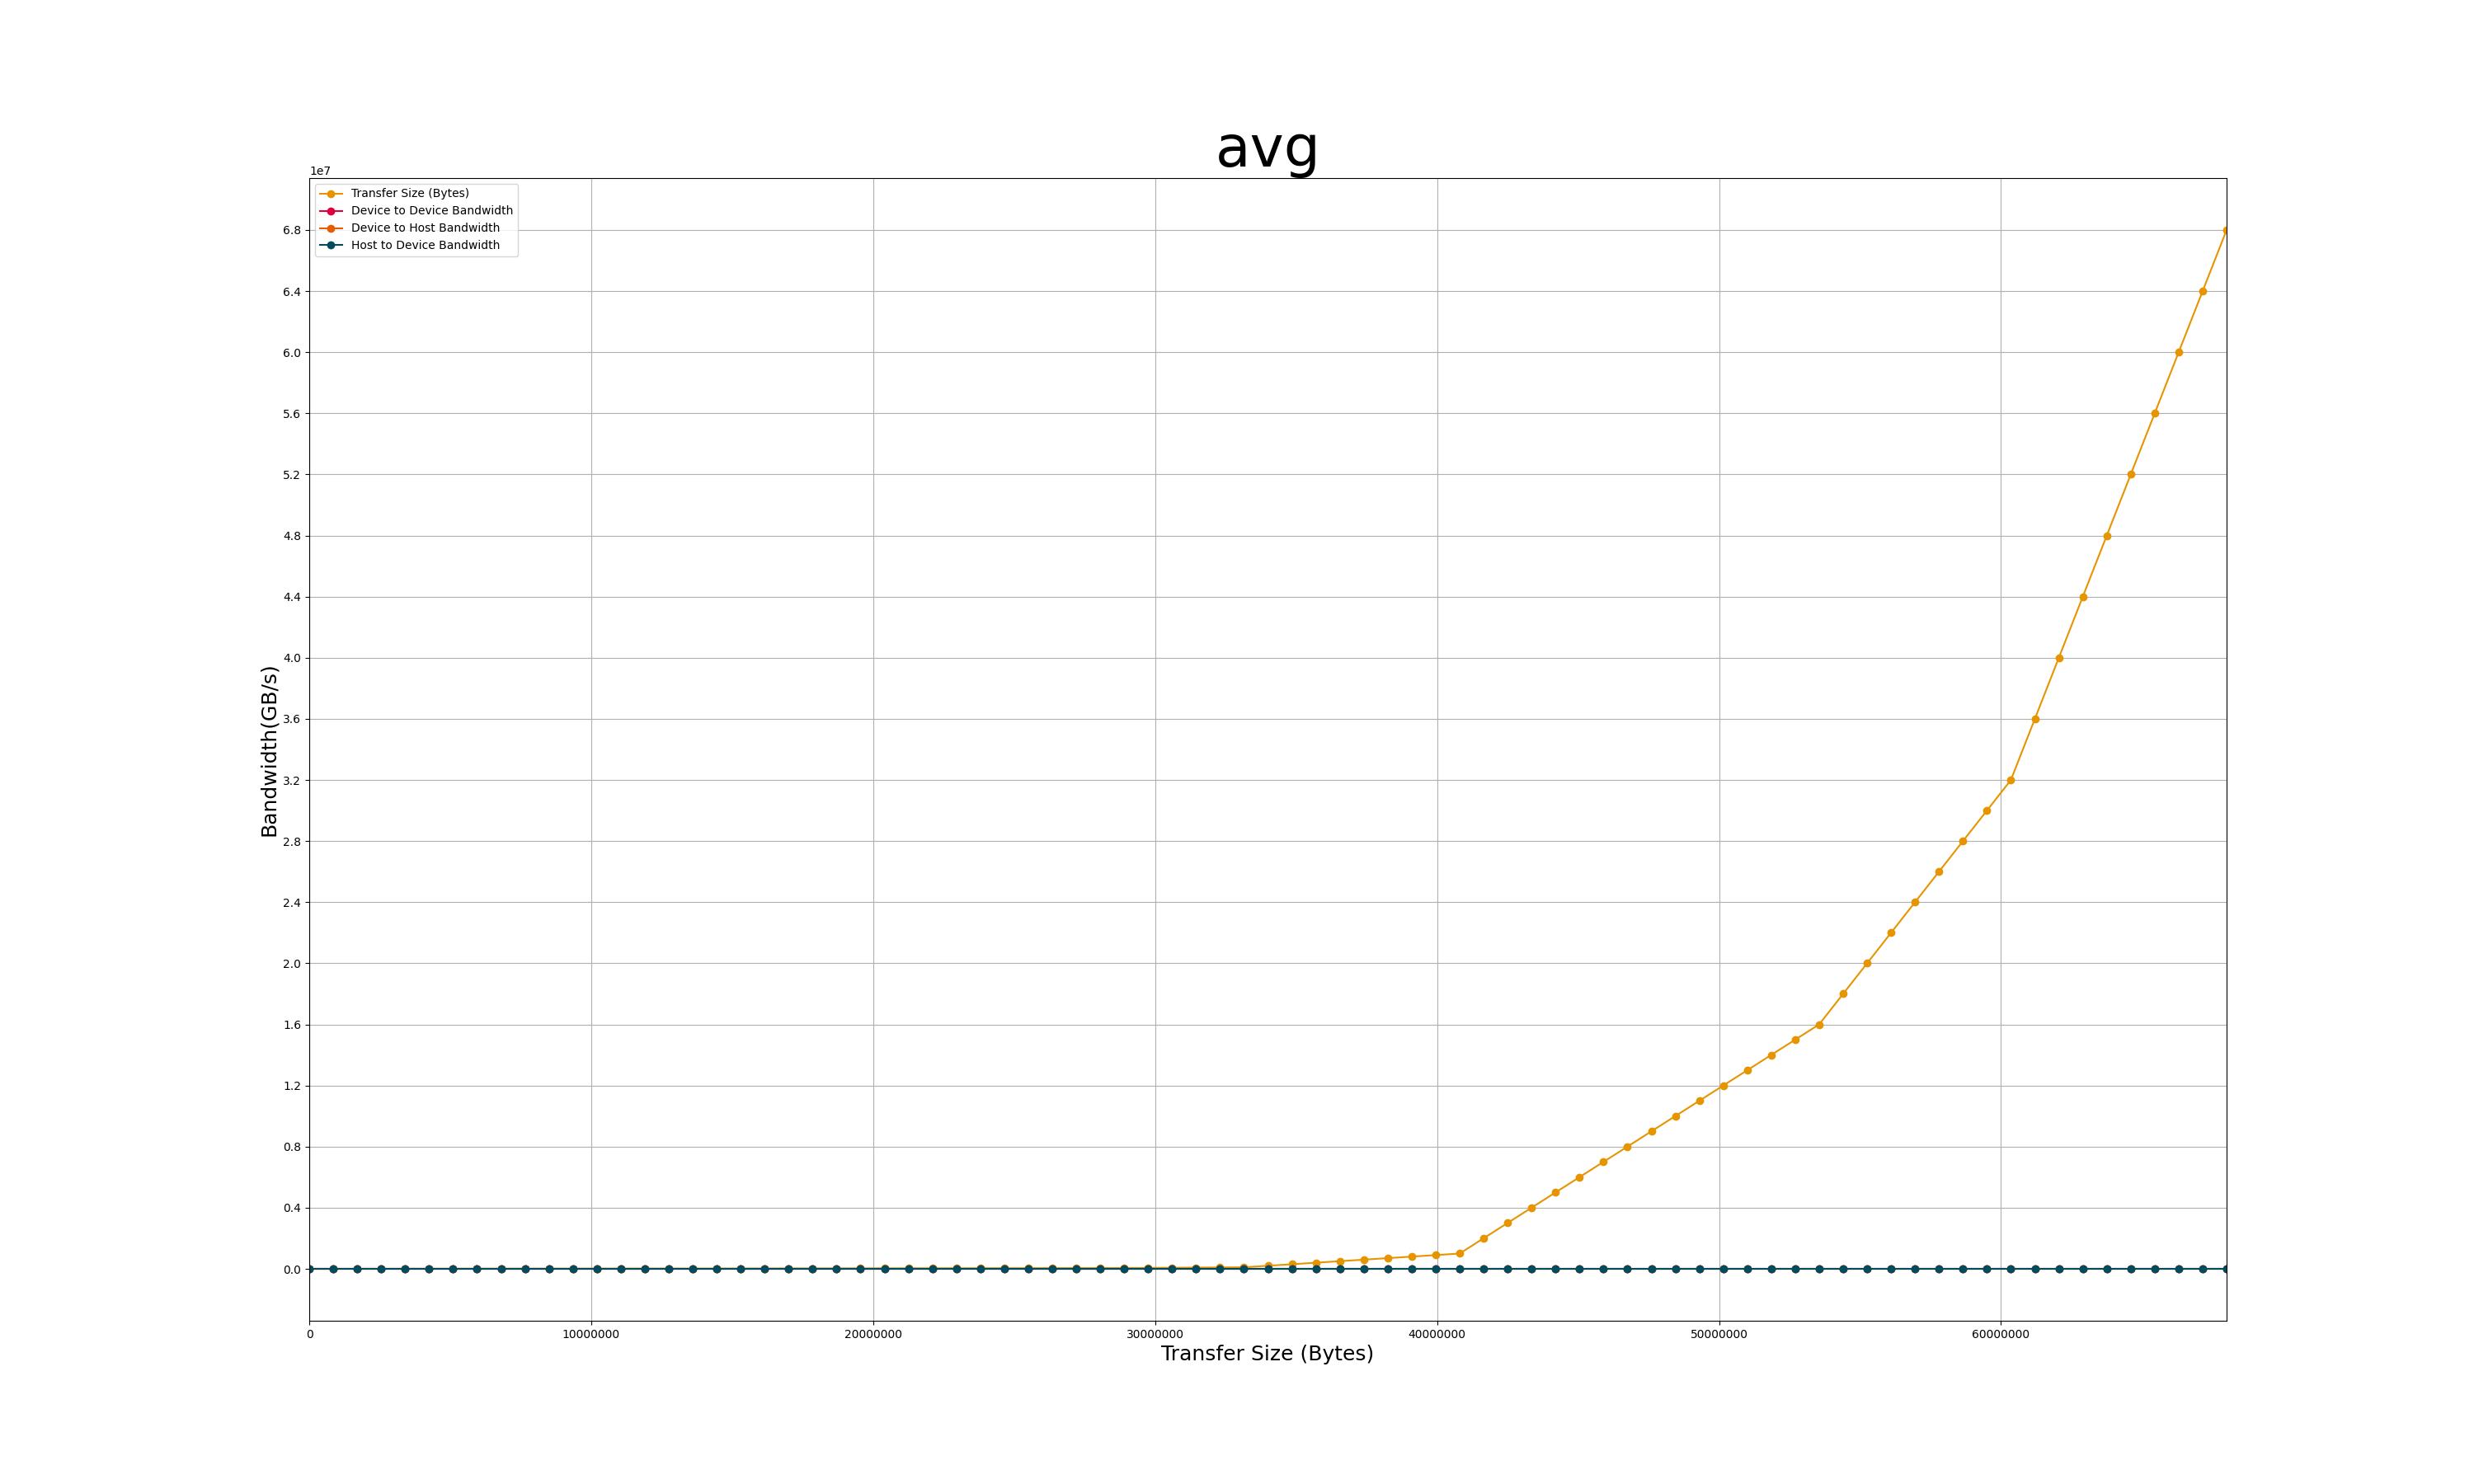 avg
1e7
Transfer Size (Bytes)
Device to Device Bandwidth
Device to Host Bandwidth
Host to Device Bandwidth
6.8
6.4
6.0
5.6
5.2
4.8
4.4
4.0
3.6
3.2
2.8
2.4
2.0
1.6
1.2
0.8
0.4
0.0
Bandwidth(GB/s)
0 10000000 20000000 30000000 40000000 50000000 60000000
Transfer Size (Bytes)